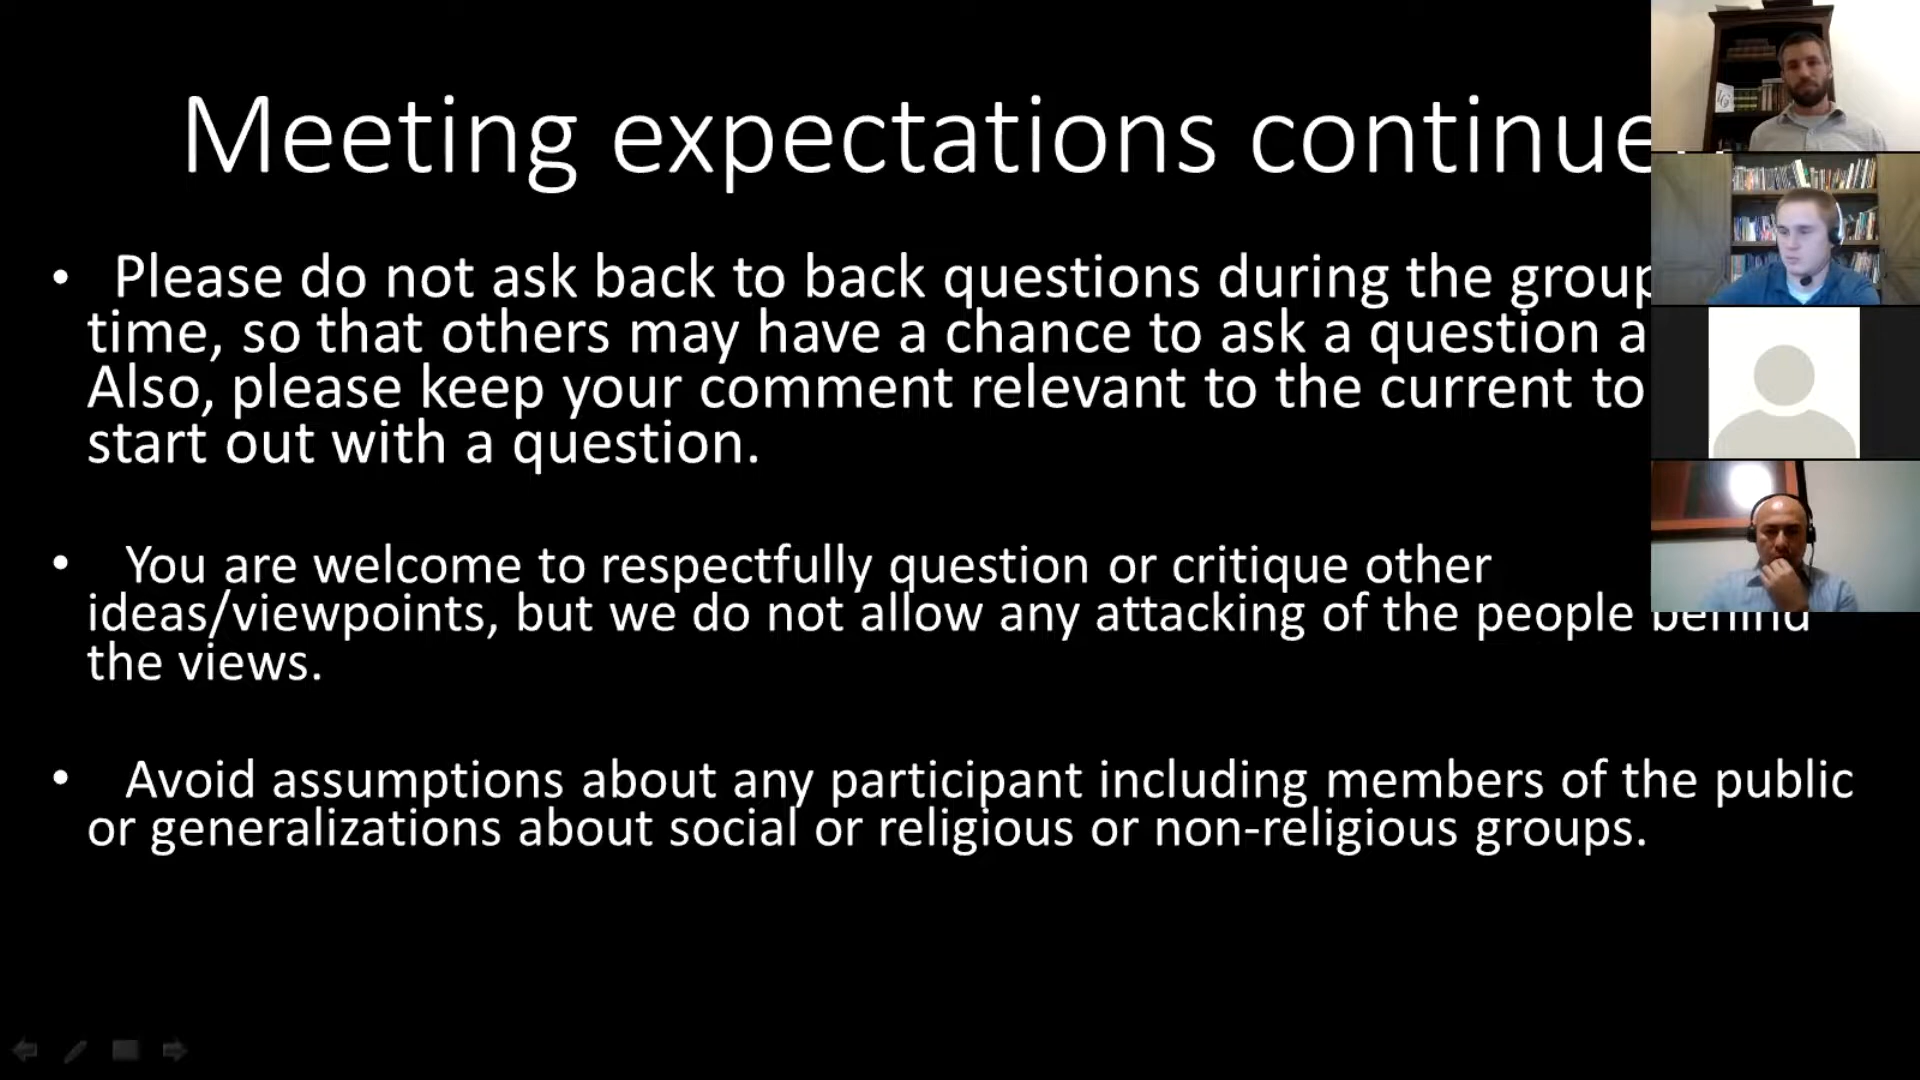 Meeting expectations continue
• Please do not ask back to back questions during the group
time, so that others may have a chance to ask a question a
Also, please keep your comment relevant to the current to
start out with a question.
• You are welcome to respectfully question or critique other
ideas/viewpoints, but we do not allow any attacking of the people behind
the views.
• Avoid assumptions about any participant including members of the public
or generalizations about social or religious or non-religious groups.